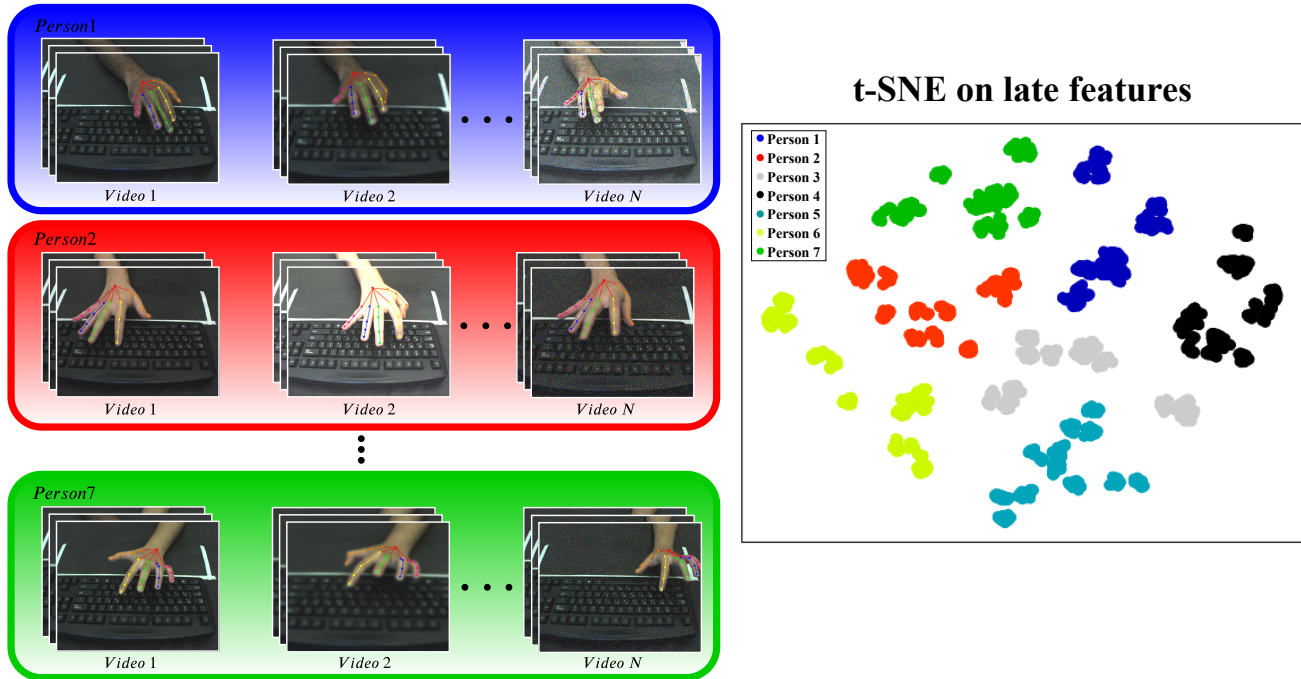 Person1
Video 1
Video 2
Video N
Person2
Video 1
Video 2
Video N
Person7
Video 1
Video 2
Video N
t-SNE on late features
Person 1
Person 2
Person 3
Person 4
Person 5
Person 6
Person 7